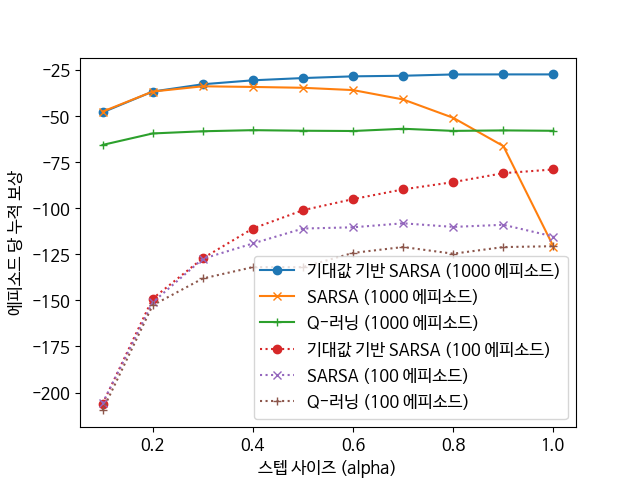 −25
−50
−75
−100
−125
−150
−175
−200
에피소드 당 누적 보상
기대값 기반 SARSA (1000 에피소드)
SARSA (1000 에피소드)
Q-러닝 (1000 에피소드)
기대값 기반 SARSA (100 에피소드)
SARSA (100 에피소드)
Q-러닝 (100 에피소드)
0.2 0.4 0.6 0.8 1.0
스텝 사이즈 (alpha)